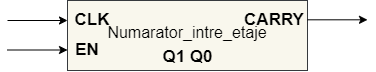 CLK CARRY
Numarator_intre_etaje
EN
Q1 Q0